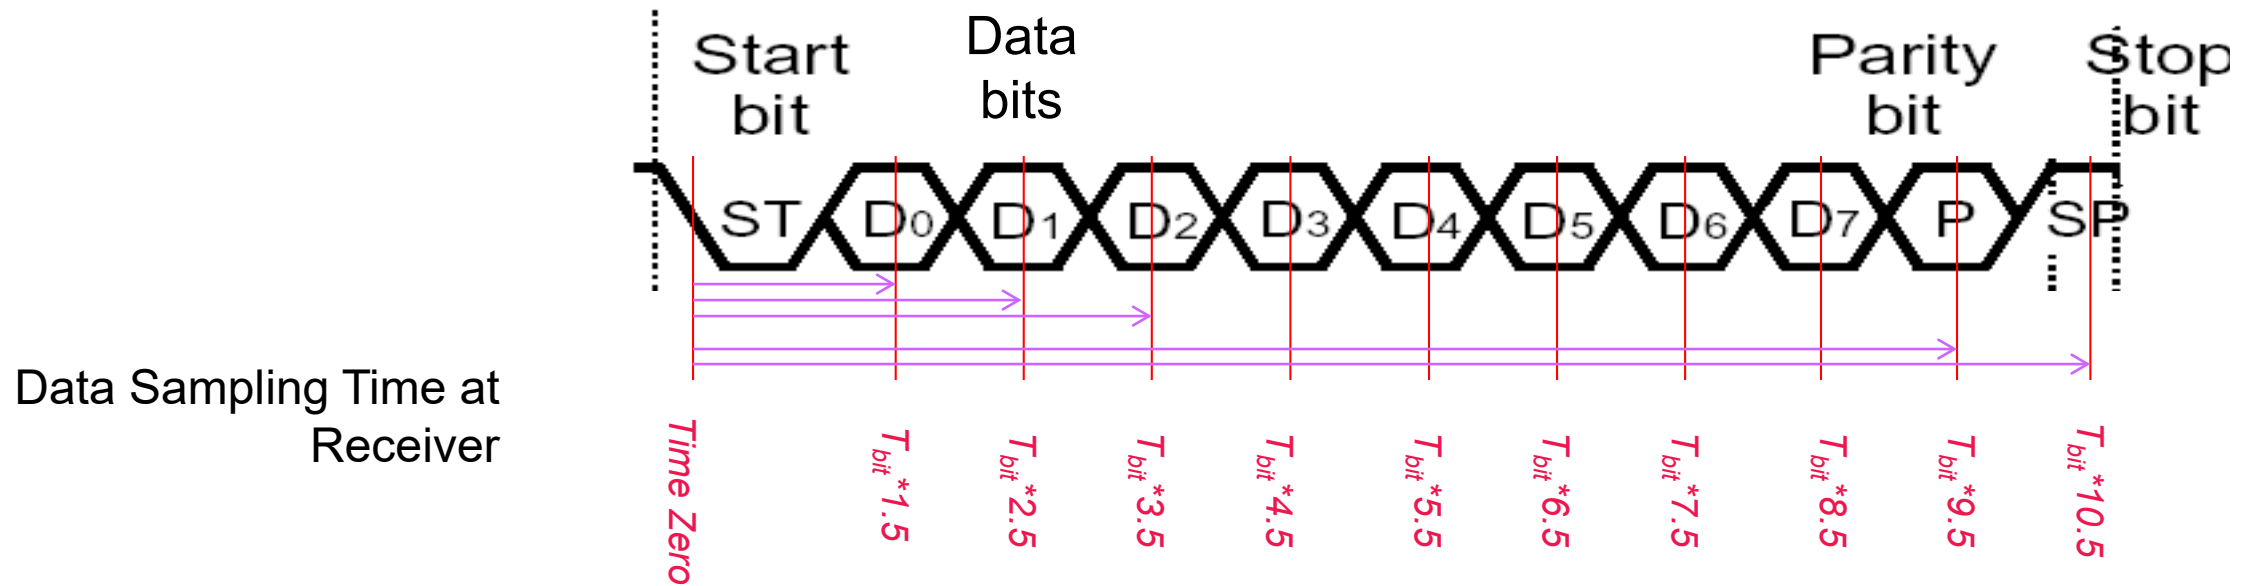 Start
bit
Data
bits
Parity
bit
Stop
bit
ST
D0
D1
D2
D3
D4
D5
D6
D7
P
SP
Data Sampling Time at
Receiver
Time Zero
Tbit *1.5
Tbit *2.5
Tbit *3.5
Tbit *4.5
Tbit *5.5
Tbit *6.5
Tbit *7.5
Tbit *8.5
Tbit *9.5
Tbit *10.5